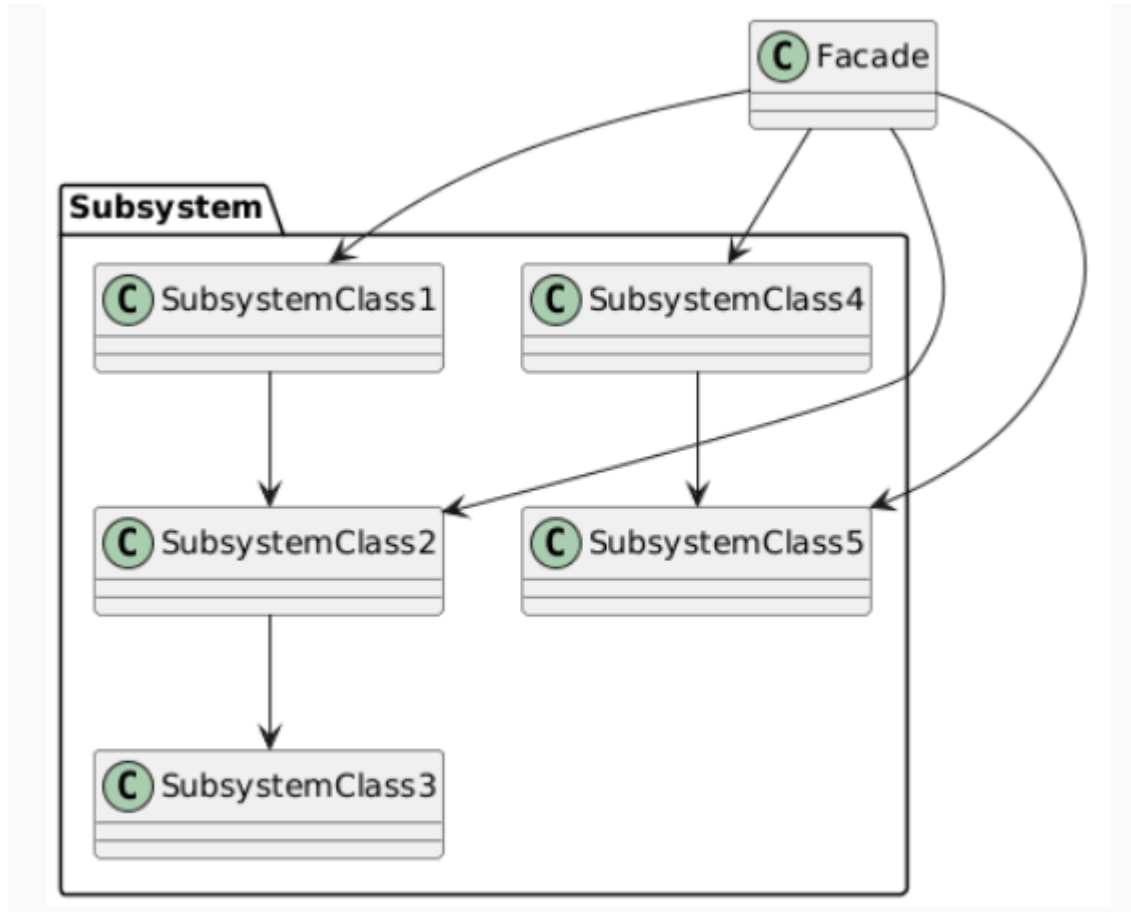 C Facade
Subsystem
C SubsystemClass1
C SubsystemClass4
C SubsystemClass2
C SubsystemClass5
C SubsystemClass3